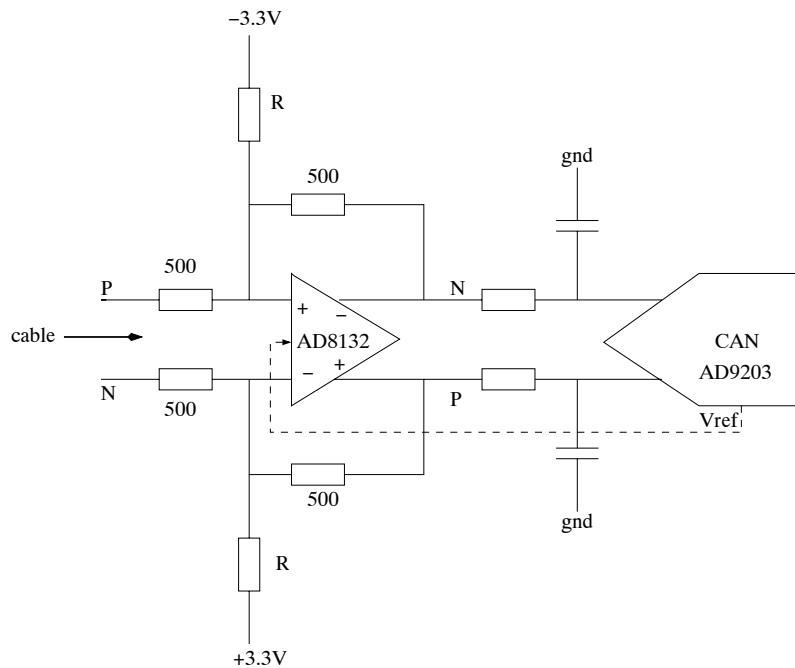 −3.3V
R
500
gnd
500
P
N
+
−
cable
AD8132
CAN
AD9203
−
+
N
500
P
Vref
500
gnd
R
+3.3V